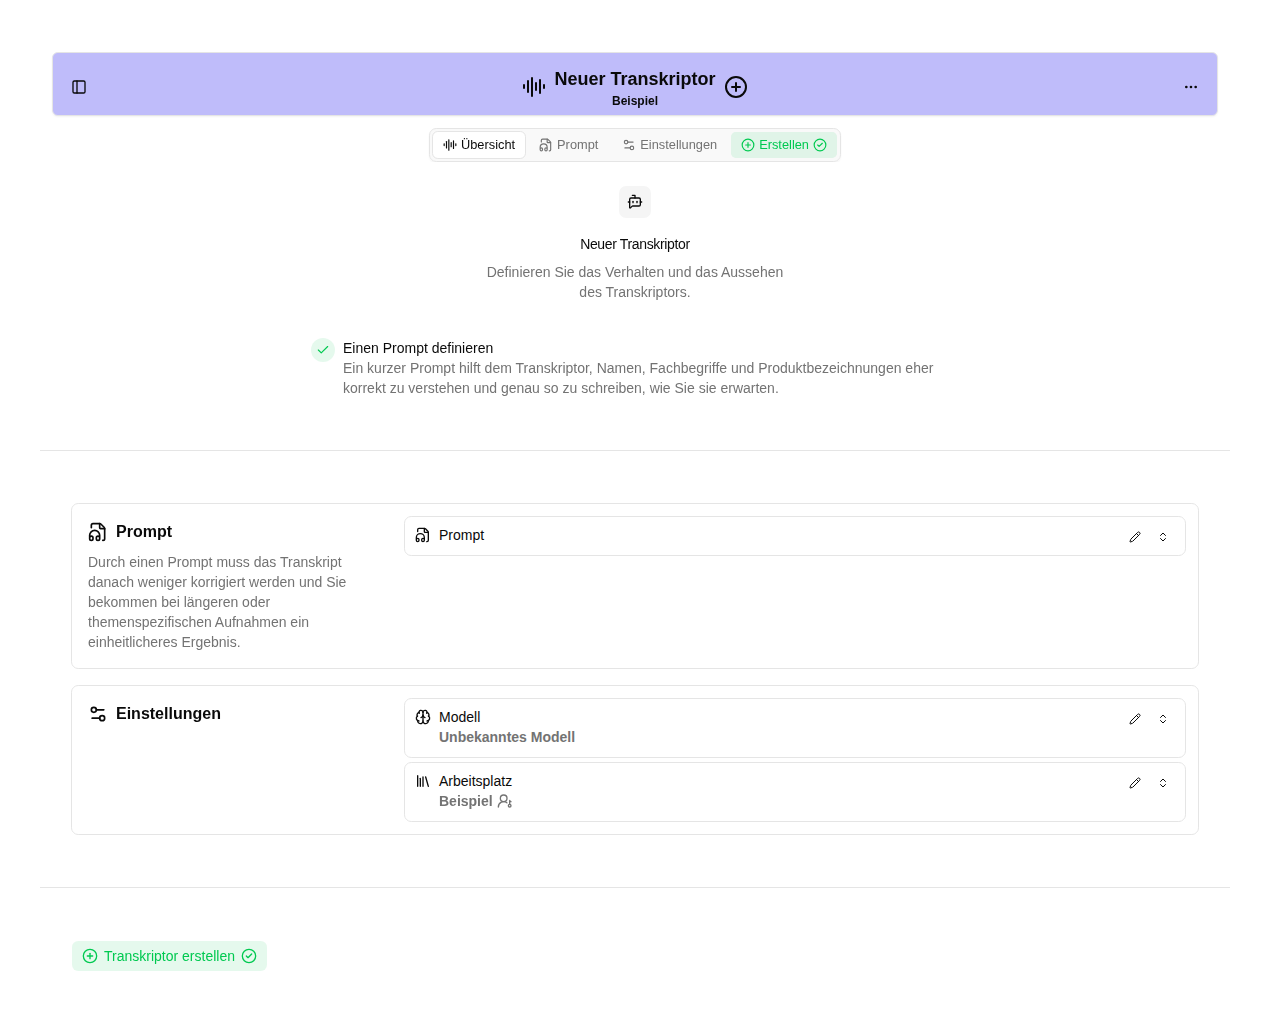 Neuer Transkriptor
Beispiel
Übersicht
Prompt
Einstellungen
Erstellen
Neuer Transkriptor
Definieren Sie das Verhalten und das Aussehen
des Transkriptors.
Einen Prompt definieren
Ein kurzer Prompt hilft dem Transkriptor, Namen, Fachbegriffe und Produktbezeichnungen eher
korrekt zu verstehen und genau so zu schreiben, wie Sie sie erwarten.
Prompt
Durch einen Prompt muss das Transkript
danach weniger korrigiert werden und Sie
bekommen bei längeren oder
themenspezifischen Aufnahmen ein
einheitlicheres Ergebnis.
Prompt
Einstellungen
Modell
Unbekanntes Modell
Arbeitsplatz
Beispiel
Transkriptor erstellen